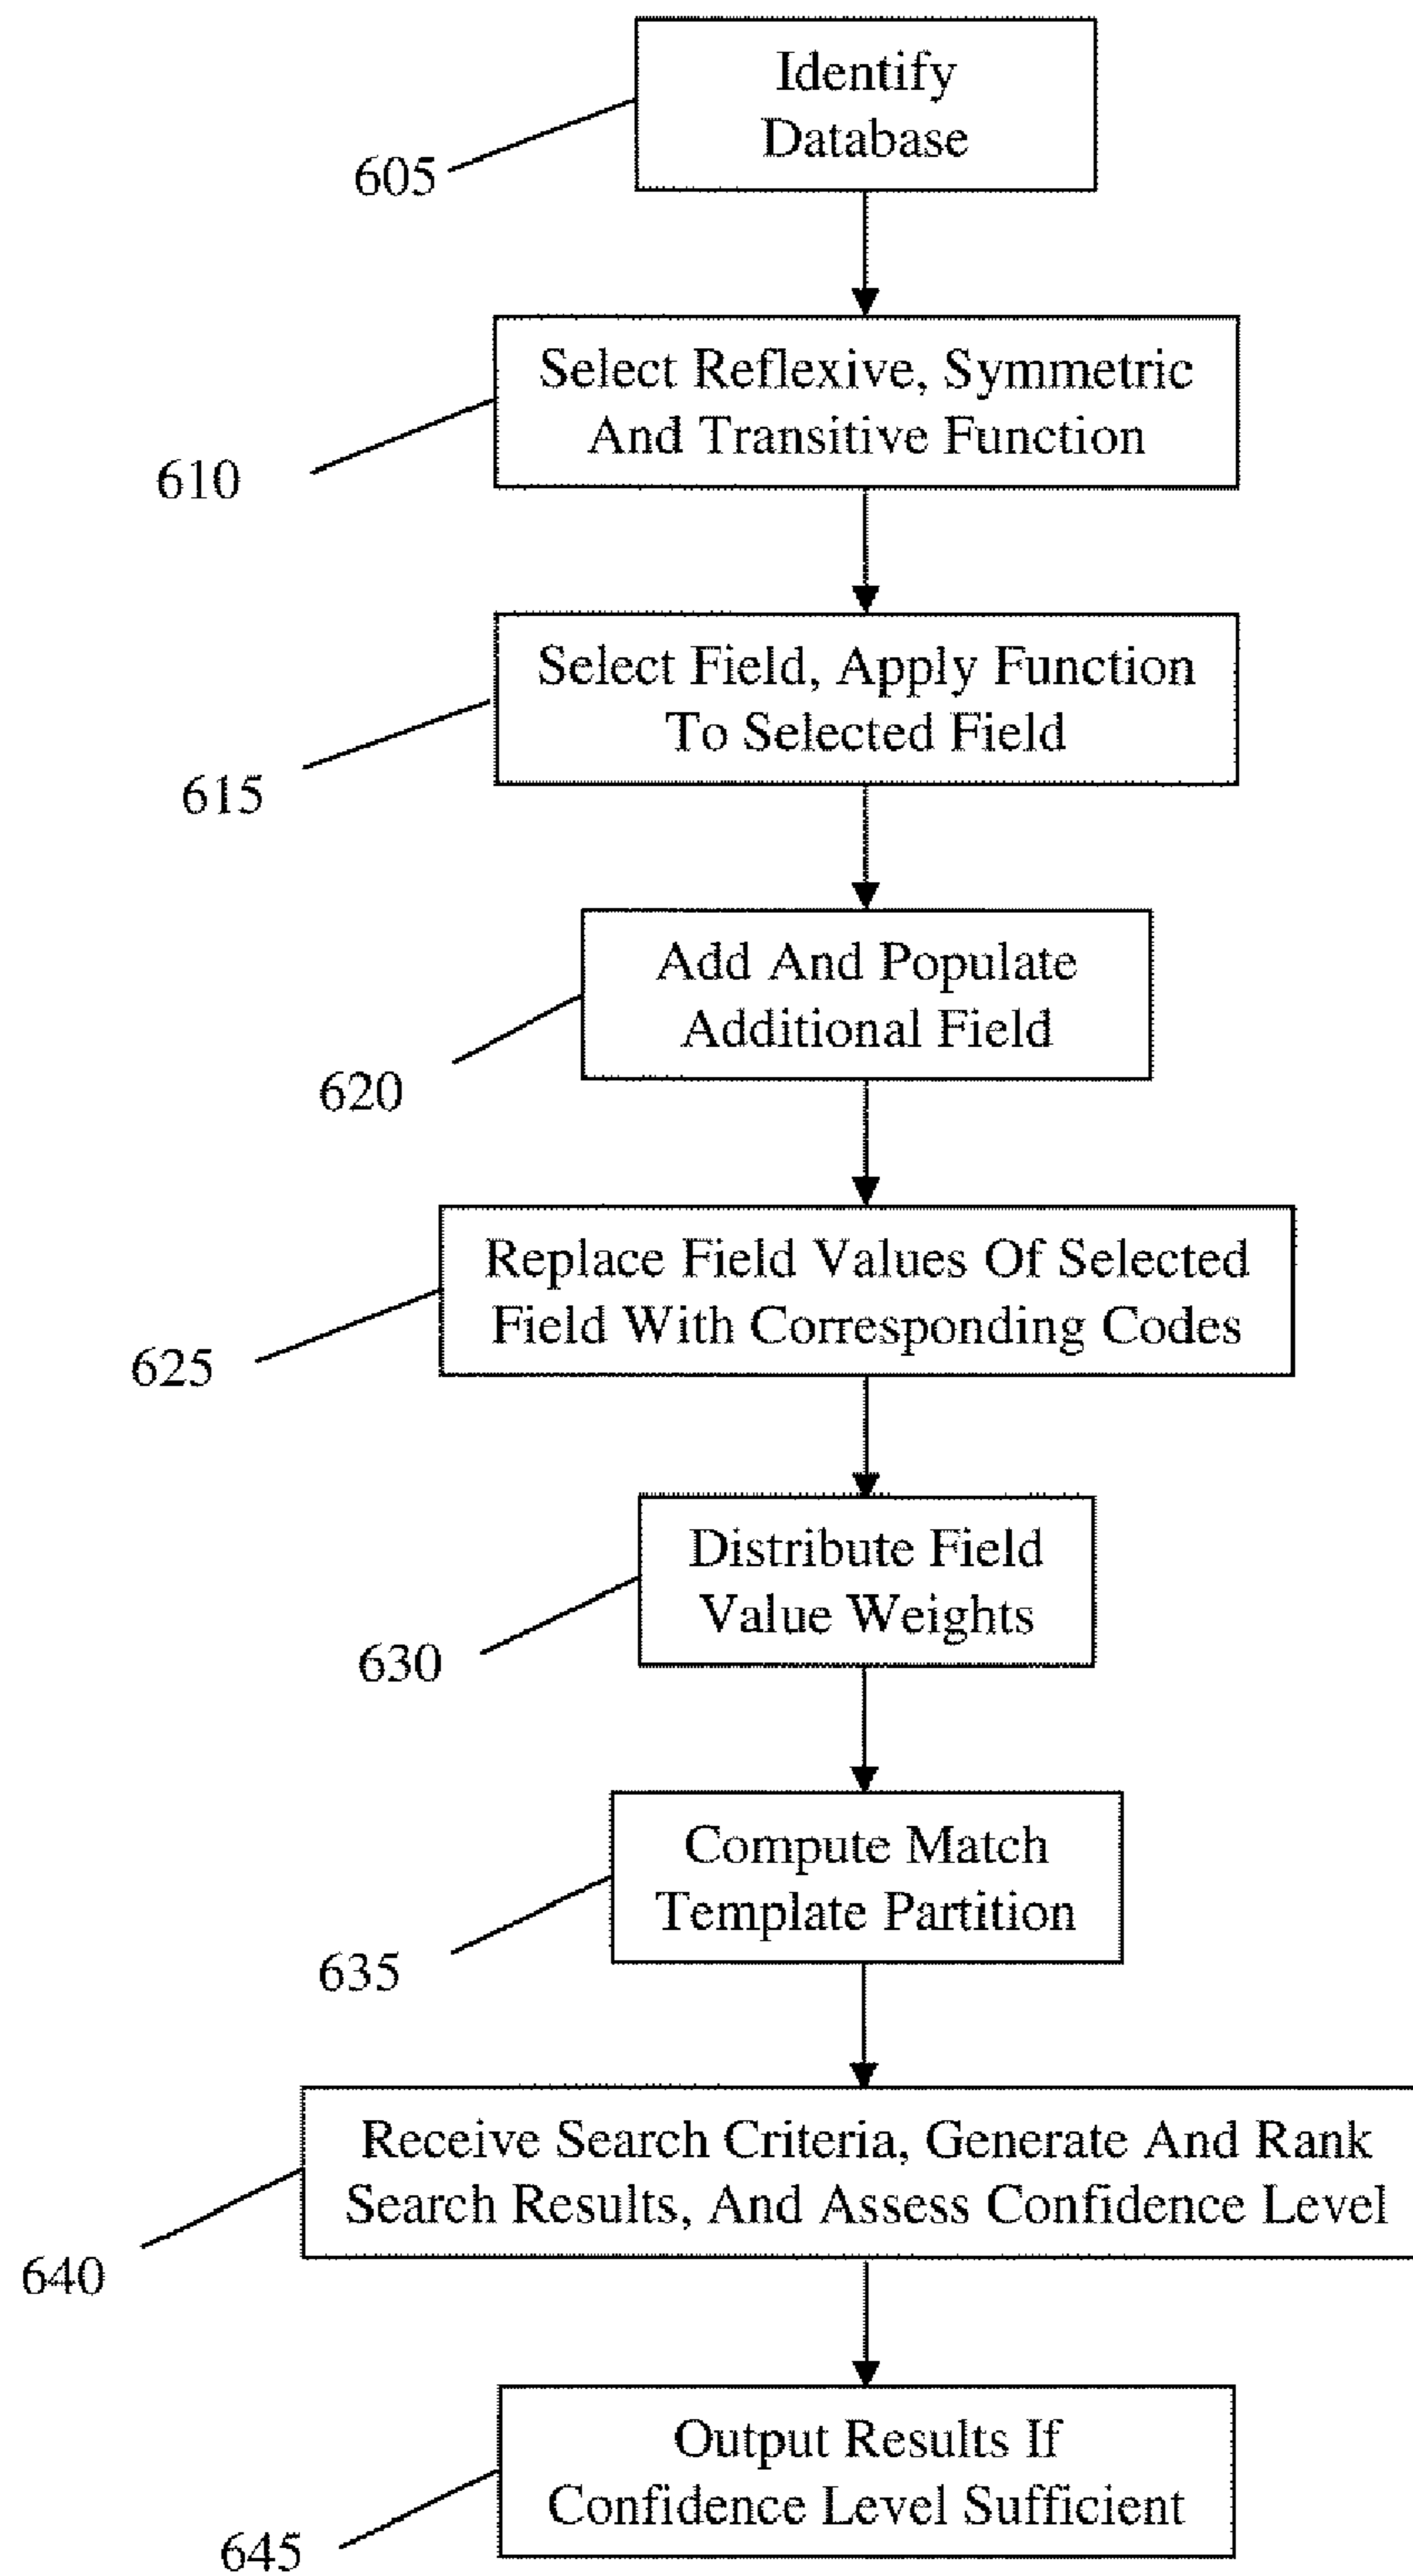 Identify
Database
605
Select Reflexive, Symmetric
And Transitive Function
610
Select Field, Apply Function
To Selected Field
615
Add And Populate
Additional Field
620
Replace Field Values Of Selected
Field With Corresponding Codes
625
Distribute Field
Value Weights
630
Compute Match
Template Partition
635
Receive Search Criteria, Generate And Rank
Search Results, And Assess Confidence Level
640
Output Results If
Confidence Level Sufficient
645